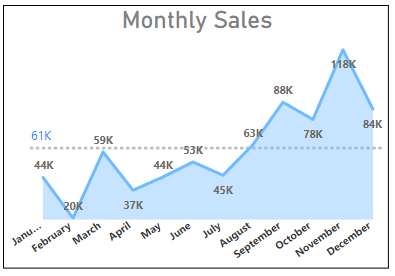 Monthly Sales
61K
44K
20K
59K
37K
44K
53K
45K
63K
88K
78K
118K
84K
Janu...
February
March
April
May
June
July
August
September
October
November
December